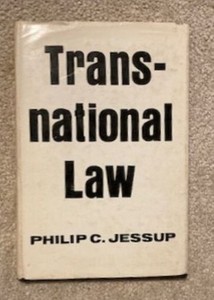 Trans-
national
Law
PHILIP C. JESSUP